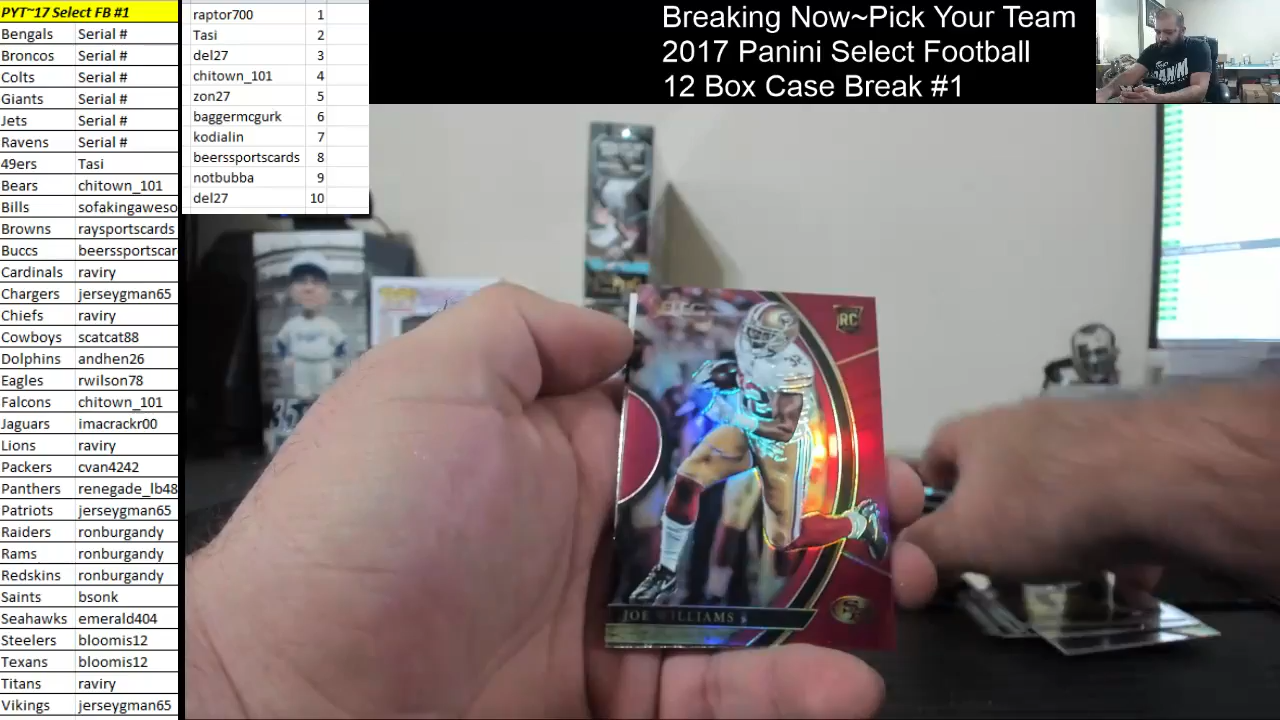 PYT~17 Select FB #1
Bengals Serial #
Broncos Serial #
Colts Serial #
Giants Serial #
Jets Serial #
Ravens Serial #
49ers Tasi
Bears chitown_101
Bills sofakingaweso
Browns raysportscards
Buccs beerssportscar
Cardinals raviry
Chargers jerseygman65
Chiefs raviry
Cowboys scatcat88
Dolphins andhen26
Eagles rwilson78
Falcons chitown_101
Jaguars imacrackr00
Lions raviry
Packers cvan4242
Panthers renegade_lb48
Patriots jerseygman65
Raiders ronburgandy
Rams ronburgandy
Redskins ronburgandy
Saints bsonk
Seahawks emerald404
Steelers bloomis12
Texans bloomis12
Titans raviry
Vikings jerseygman65
raptor700 1
Tasi 2
del27 3
chitown_101 4
zon27 5
baggermcgurk 6
kodialin 7
beerssportscards 8
notbubba 9
del27 10
Breaking Now~Pick Your Team
2017 Panini Select Football
12 Box Case Break #1
RC
JOE WILLIAMS
35